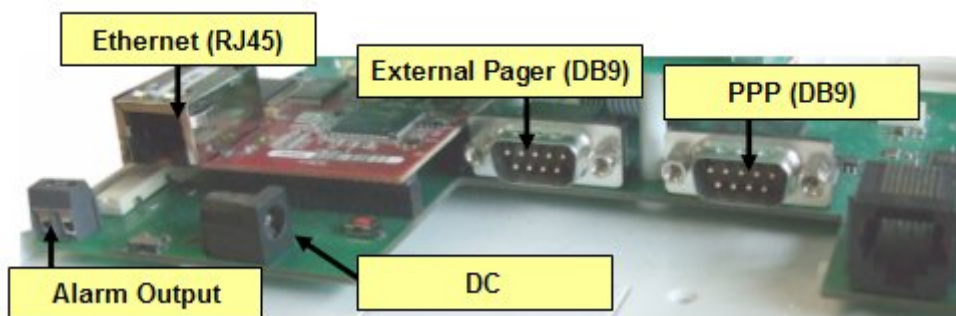 Ethernet (RJ45)
External Pager (DB9)
PPP (DB9)
Alarm Output
DC